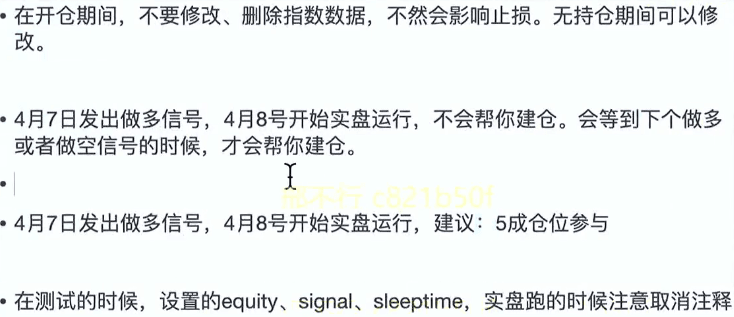 • 在开仓期间，不要修改、删除指数数据，不然会影响止损。无持仓期间可以修
改。
• 4月7日发出做多信号，4月8号开始实盘运行，不会帮你建仓。会等到下个做多
或者做空信号的时候，才会帮你建仓。
•
邢不行 c821b50f
• 4月7日发出做多信号，4月8号开始实盘运行，建议：5成仓位参与
• 在测试的时候，设置的equity、signal、sleeptime，实盘跑的时候注意取消注释